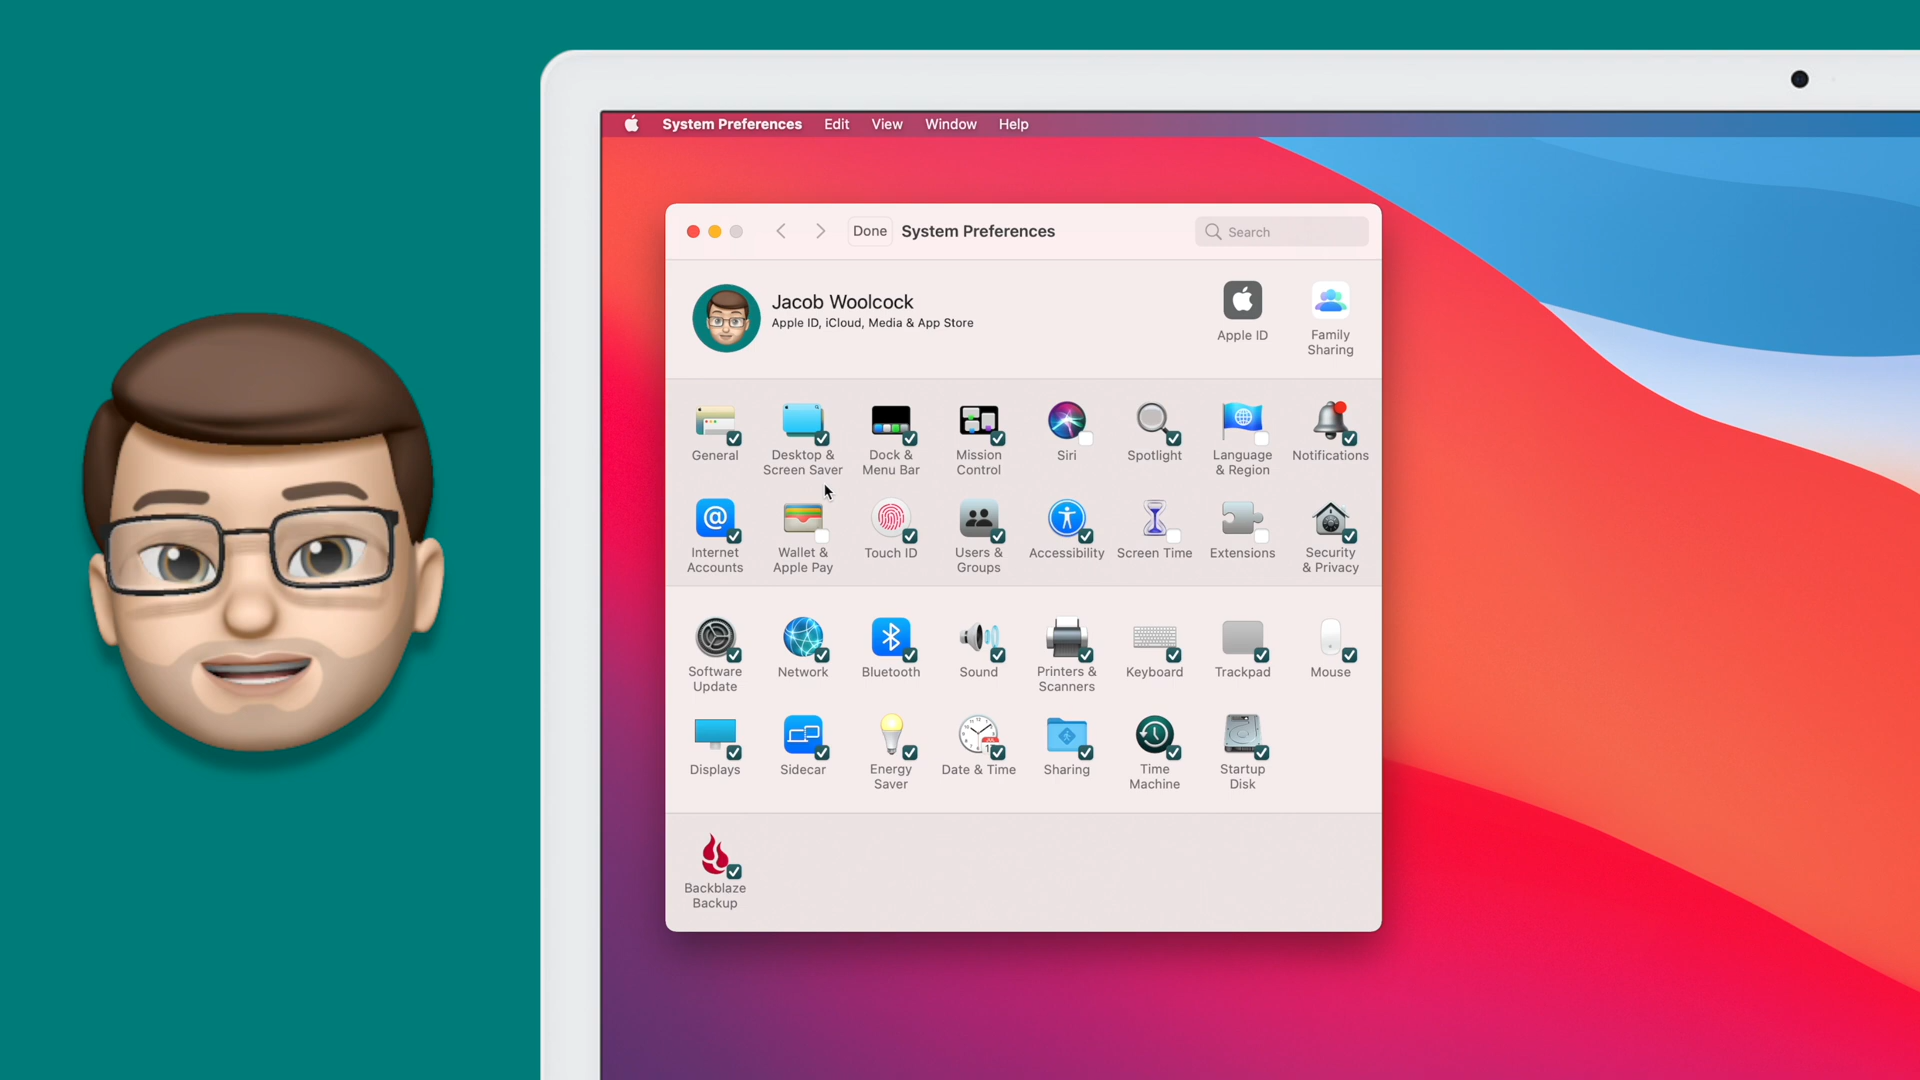 System Preferences Edit View Window Help
Done System Preferences Search
Jacob Woolcock
Apple ID, iCloud, Media & App Store
Apple ID
Family
Sharing
General
Desktop &
Screen Saver
Dock &
Menu Bar
Mission
Control
Siri
Spotlight
Language
& Region
Notifications
Internet
Accounts
Wallet &
Apple Pay
Touch ID
Users &
Groups
Accessibility
Screen Time
Extensions
Security
& Privacy
Software
Update
Network
Bluetooth
Sound
Printers &
Scanners
Keyboard
Trackpad
Mouse
Displays
Sidecar
Energy
Saver
Date & Time
Sharing
Time
Machine
Startup
Disk
Backblaze
Backup